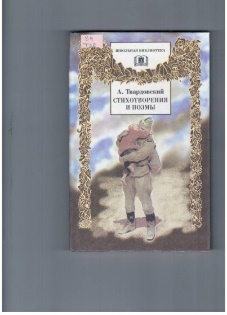 ШКОЛЬНАЯ БИБЛИОТЕКА
А. Твардовский
СТИХОТВОРЕНИЯ
И ПОЭМЫ